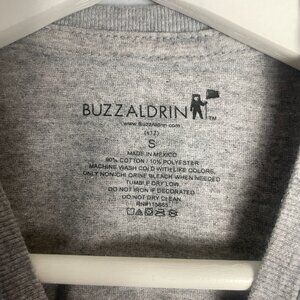 BUZZALDRIN TM
www.BuzzAldrin.com
S
MADE IN MEXICO
90% COTTON / 10% POLYESTER
MACHINE WASH COLD WITH LIKE COLORS,
ONLY NON-CHLORINE BLEACH WHEN NEEDED
TUMBLE DRY LOW.
DO NOT IRON IF DECORATED
DO NOT DRY CLEAN.